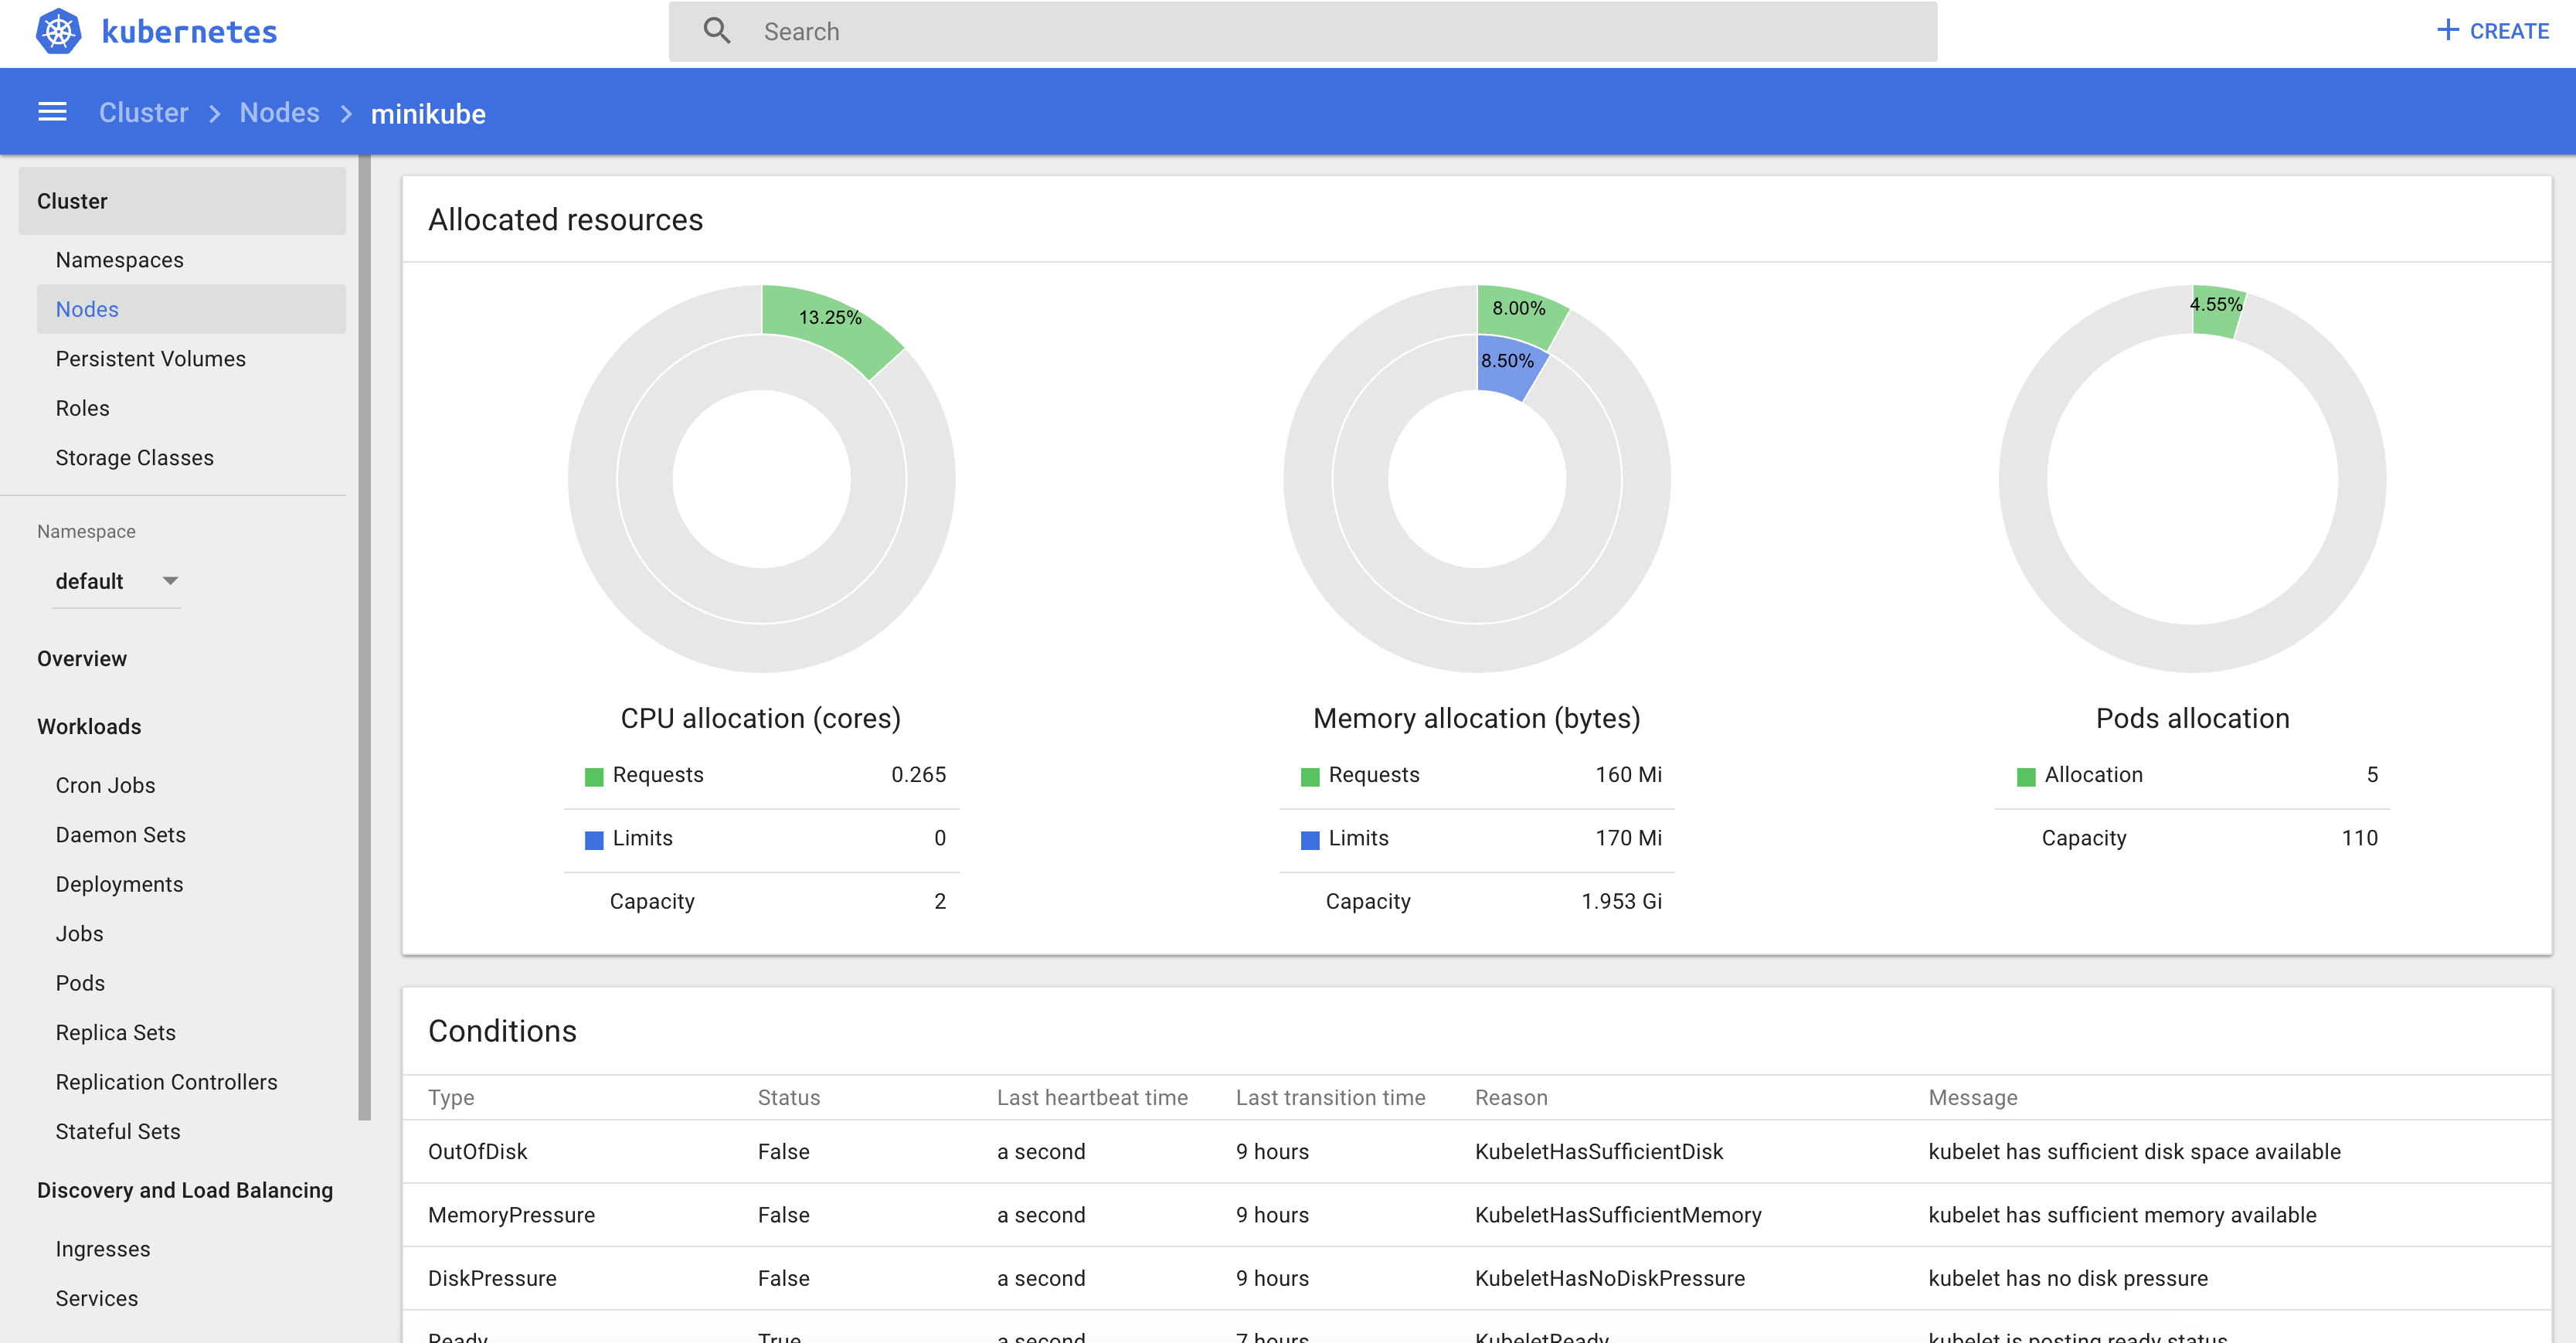 kubernetes
Search
CREATE
Cluster Nodes minikube
Cluster
Namespaces
Nodes
Persistent Volumes
Roles
Storage Classes
Namespace
default
Overview
Workloads
Cron Jobs
Daemon Sets
Deployments
Jobs
Pods
Replica Sets
Replication Controllers
Stateful Sets
Discovery and Load Balancing
Ingresses
Services
Allocated resources
13.25%
CPU allocation (cores)
Requests 0.265
Limits 0
Capacity 2
8.00%
8.50%
Memory allocation (bytes)
Requests 160 Mi
Limits 170 Mi
Capacity 1.953 Gi
4.55%
Pods allocation
Allocation 5
Capacity 110
Conditions
Type Status Last heartbeat time Last transition time Reason Message
OutOfDisk False a second 9 hours KubeletHasSufficientDisk kubelet has sufficient disk space available
MemoryPressure False a second 9 hours KubeletHasSufficientMemory kubelet has sufficient memory available
DiskPressure False a second 9 hours KubeletHasNoDiskPressure kubelet has no disk pressure
Ready True a second 7 hours KubeletReady kubelet is posting ready status